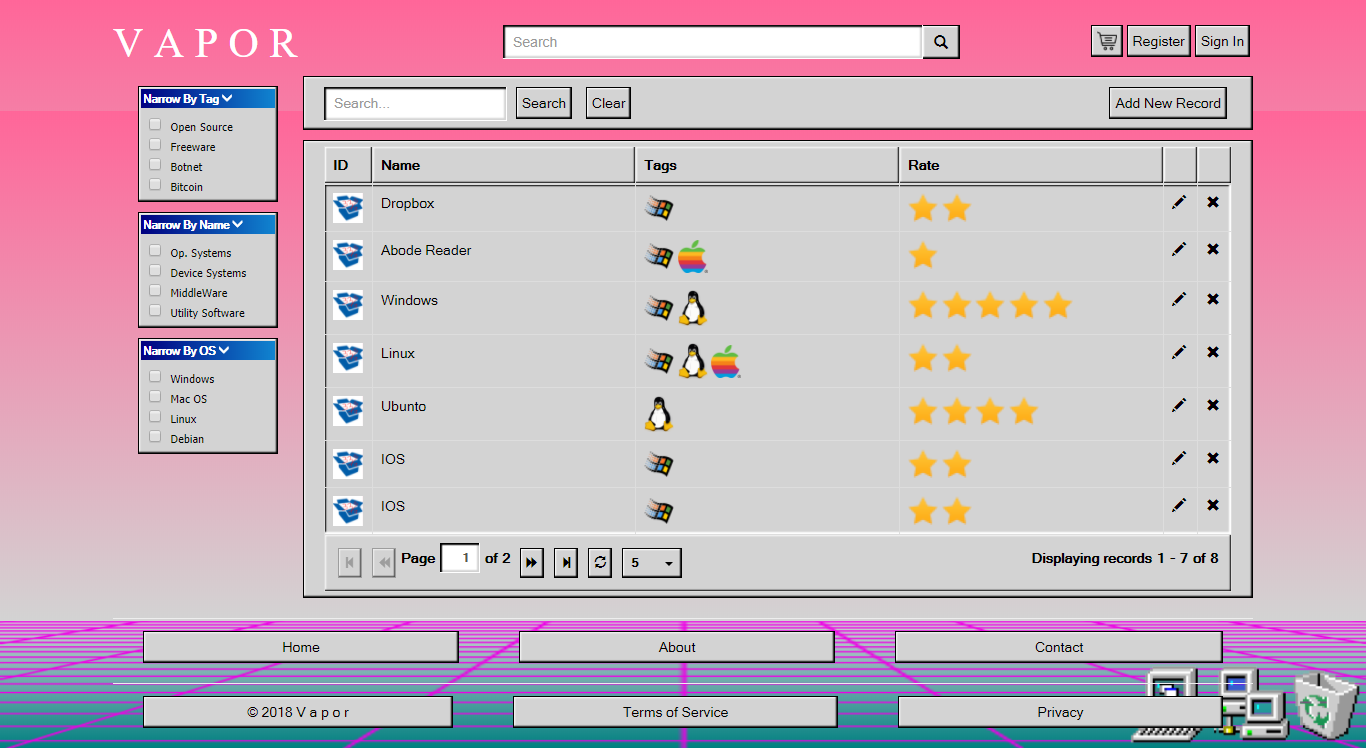 V A P O R
Search
Register
Sign In
Narrow By Tag
Open Source
Freeware
Botnet
Bitcoin
Narrow By Name
Op. Systems
Device Systems
MiddleWare
Utility Software
Narrow By OS
Windows
Mac OS
Linux
Debian
Search... Search Clear Add New Record
ID Name Tags Rate
Dropbox
Abode Reader
Windows
Linux
Ubunto
IOS
IOS
Page 1 of 2 5 Displaying records 1 - 7 of 8
Home About Contact
© 2018 V a p o r Terms of Service Privacy